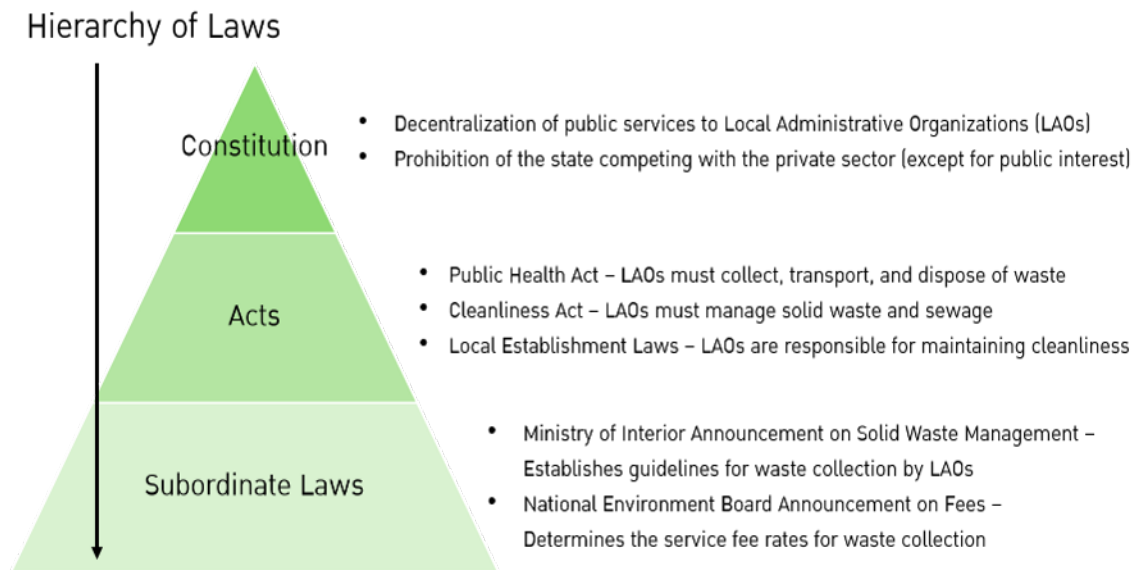 Hierarchy of Laws
Constitution
• Decentralization of public services to Local Administrative Organizations (LAOs)
• Prohibition of the state competing with the private sector (except for public interest)
Acts
• Public Health Act – LAOs must collect, transport, and dispose of waste
• Cleanliness Act – LAOs must manage solid waste and sewage
• Local Establishment Laws – LAOs are responsible for maintaining cleanliness
Subordinate Laws
• Ministry of Interior Announcement on Solid Waste Management –
Establishes guidelines for waste collection by LAOs
• National Environment Board Announcement on Fees –
Determines the service fee rates for waste collection